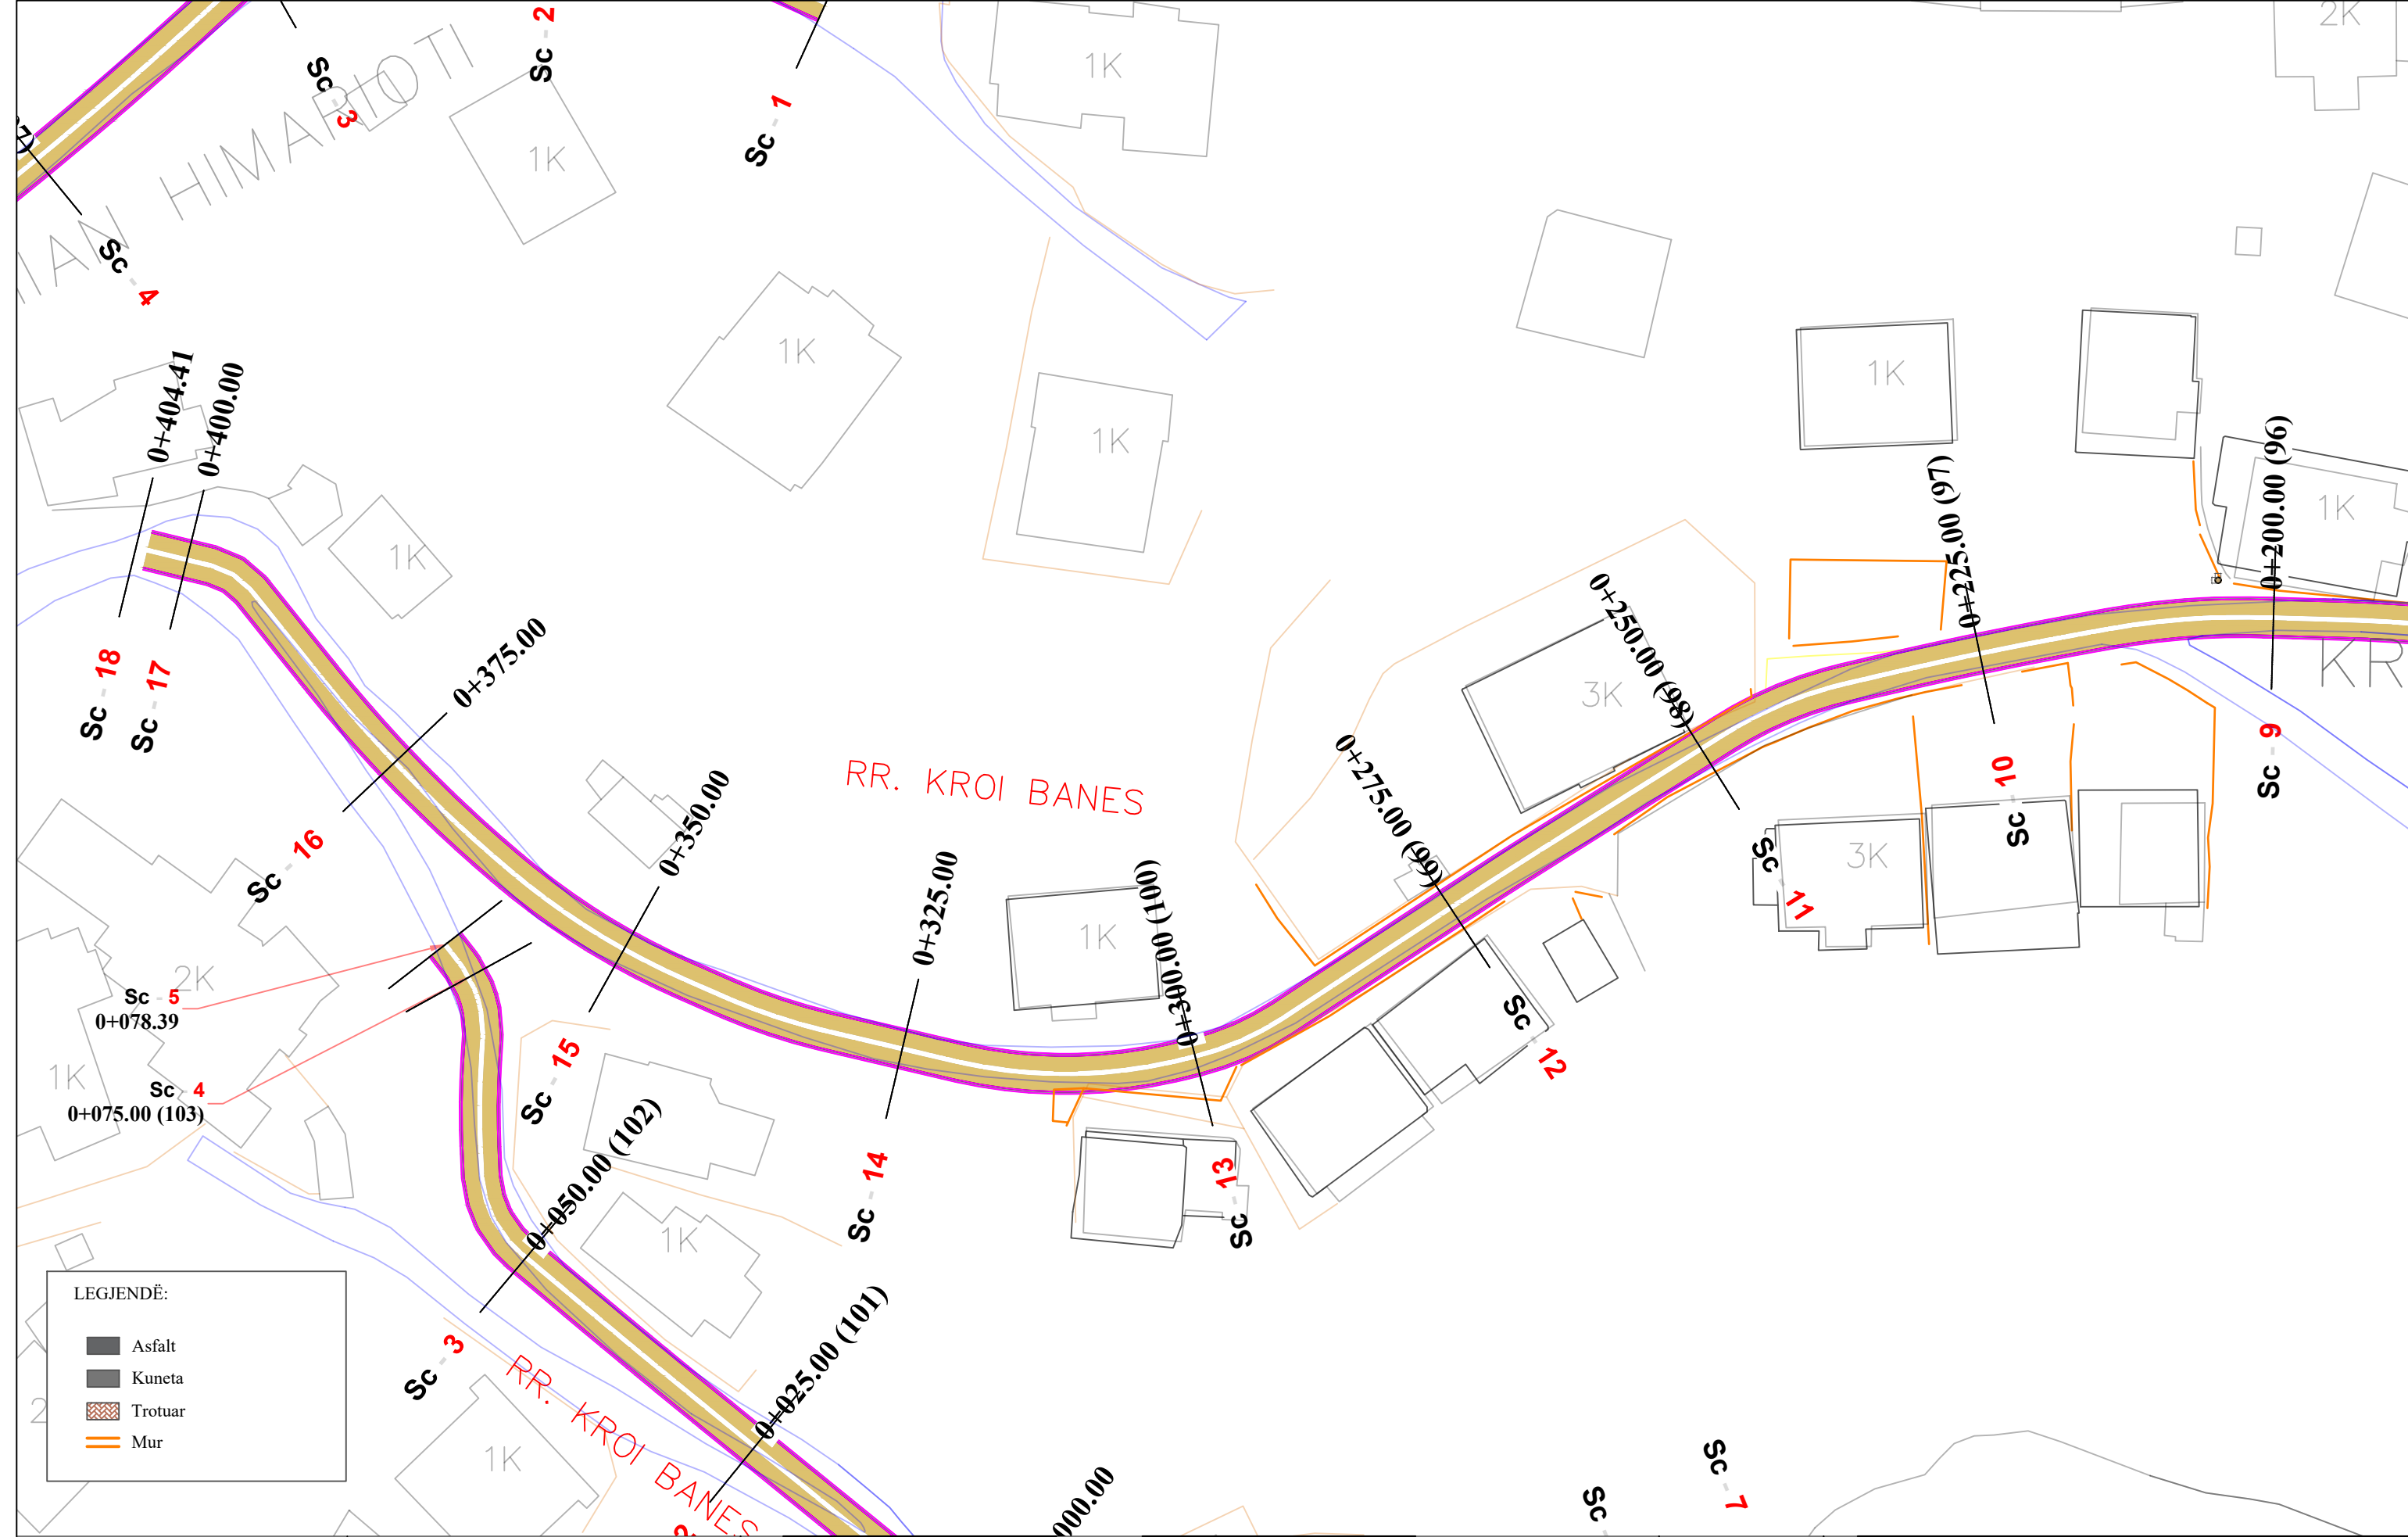 Sc 3
Sc 2
Sc 1
1K
2K
HIMARIOTI
1K
Sc 4
0+404.41
0+400.00
1K
1K
1K
1K
0+225.00 (97)
0+200.00 (96)
1K
Sc 18
Sc 17
0+375.00
0+250.00 (98)
3K
KR
Sc 9
Sc 16
0+350.00
RR. KROI BANES
0+275.00 (99)
Sc 10
Sc 11
3K
0+325.00
1K
0+300.00 (100)
2K
Sc 5
0+078.39
1K
Sc 4
0+075.00 (103)
Sc 15
Sc 12
0+050.00 (102)
Sc 14
Sc 13
1K
LEGJENDË:
Asfalt
Kuneta
Trotuar
Mur
Sc 3
0+025.00 (101)
RR. KROI BANES
1K
2
000.00
Sc
Sc 7